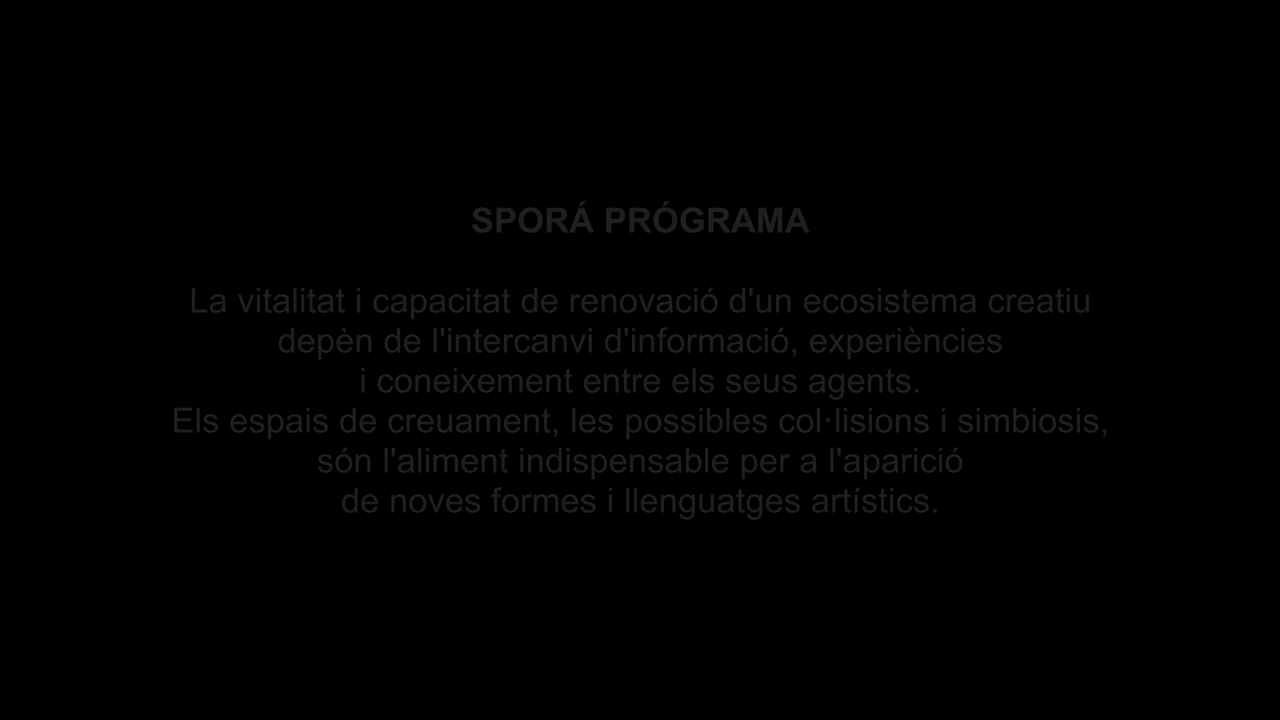 SPORÁ PRÓGRAMA
La vitalitat i capacitat de renovació d'un ecosistema creatiu
depèn de l'intercanvi d'informació, experiències
i coneixement entre els seus agents.
Els espais de creuament, les possibles col·lisions i simbiosis,
són l'aliment indispensable per a l'aparició
de noves formes i llenguatges artístics.